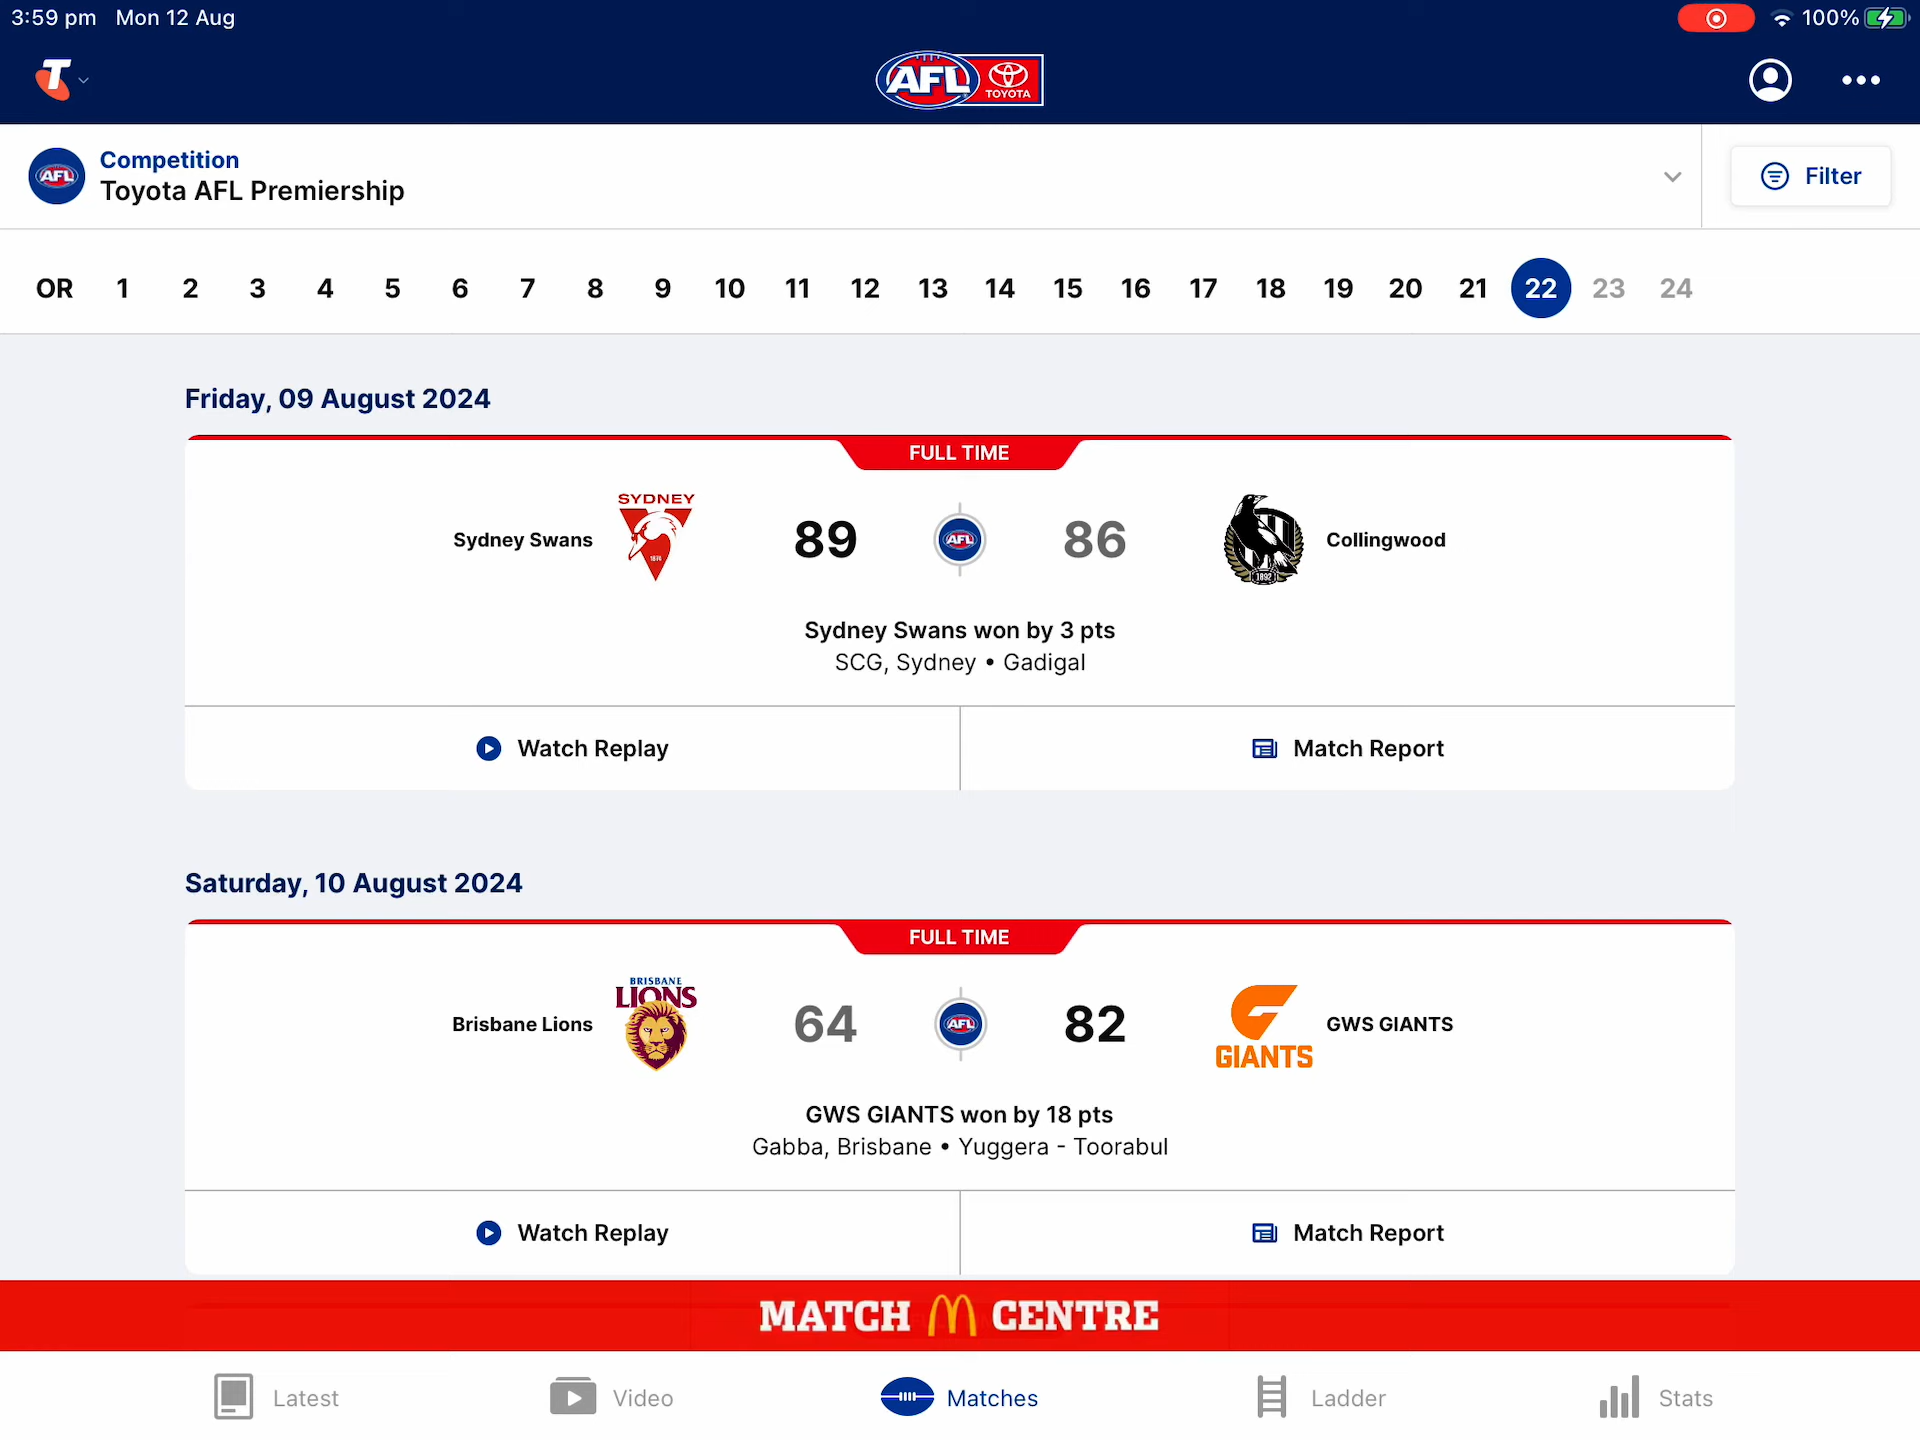 3:59 pm Mon 12 Aug
100%
T
AFL TOYOTA
AFL
Competition
Toyota AFL Premiership
Filter
OR 1 2 3 4 5 6 7 8 9 10 11 12 13 14 15 16 17 18 19 20 21 22 23 24
Friday, 09 August 2024
FULL TIME
SYDNEY
1874
Sydney Swans 89 AFL 86 Collingwood
1892
Sydney Swans won by 3 pts
SCG, Sydney • Gadigal
Watch Replay Match Report
Saturday, 10 August 2024
FULL TIME
BRISBANE
LIONS
Brisbane Lions 64 AFL 82 GWS GIANTS
GIANTS
GWS GIANTS won by 18 pts
Gabba, Brisbane • Yuggera - Toorabul
Watch Replay Match Report
MATCH M CENTRE
Latest Video Matches Ladder Stats